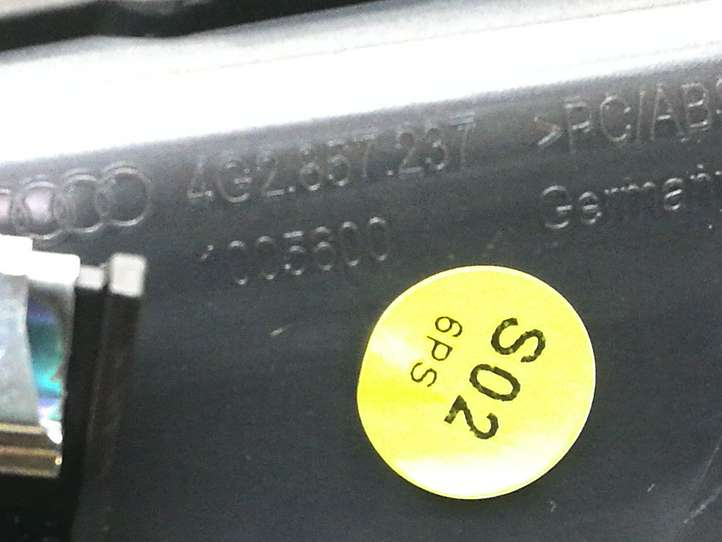 4G2.857.237
>PC/ABS
1005600
Germany
S02
6PS